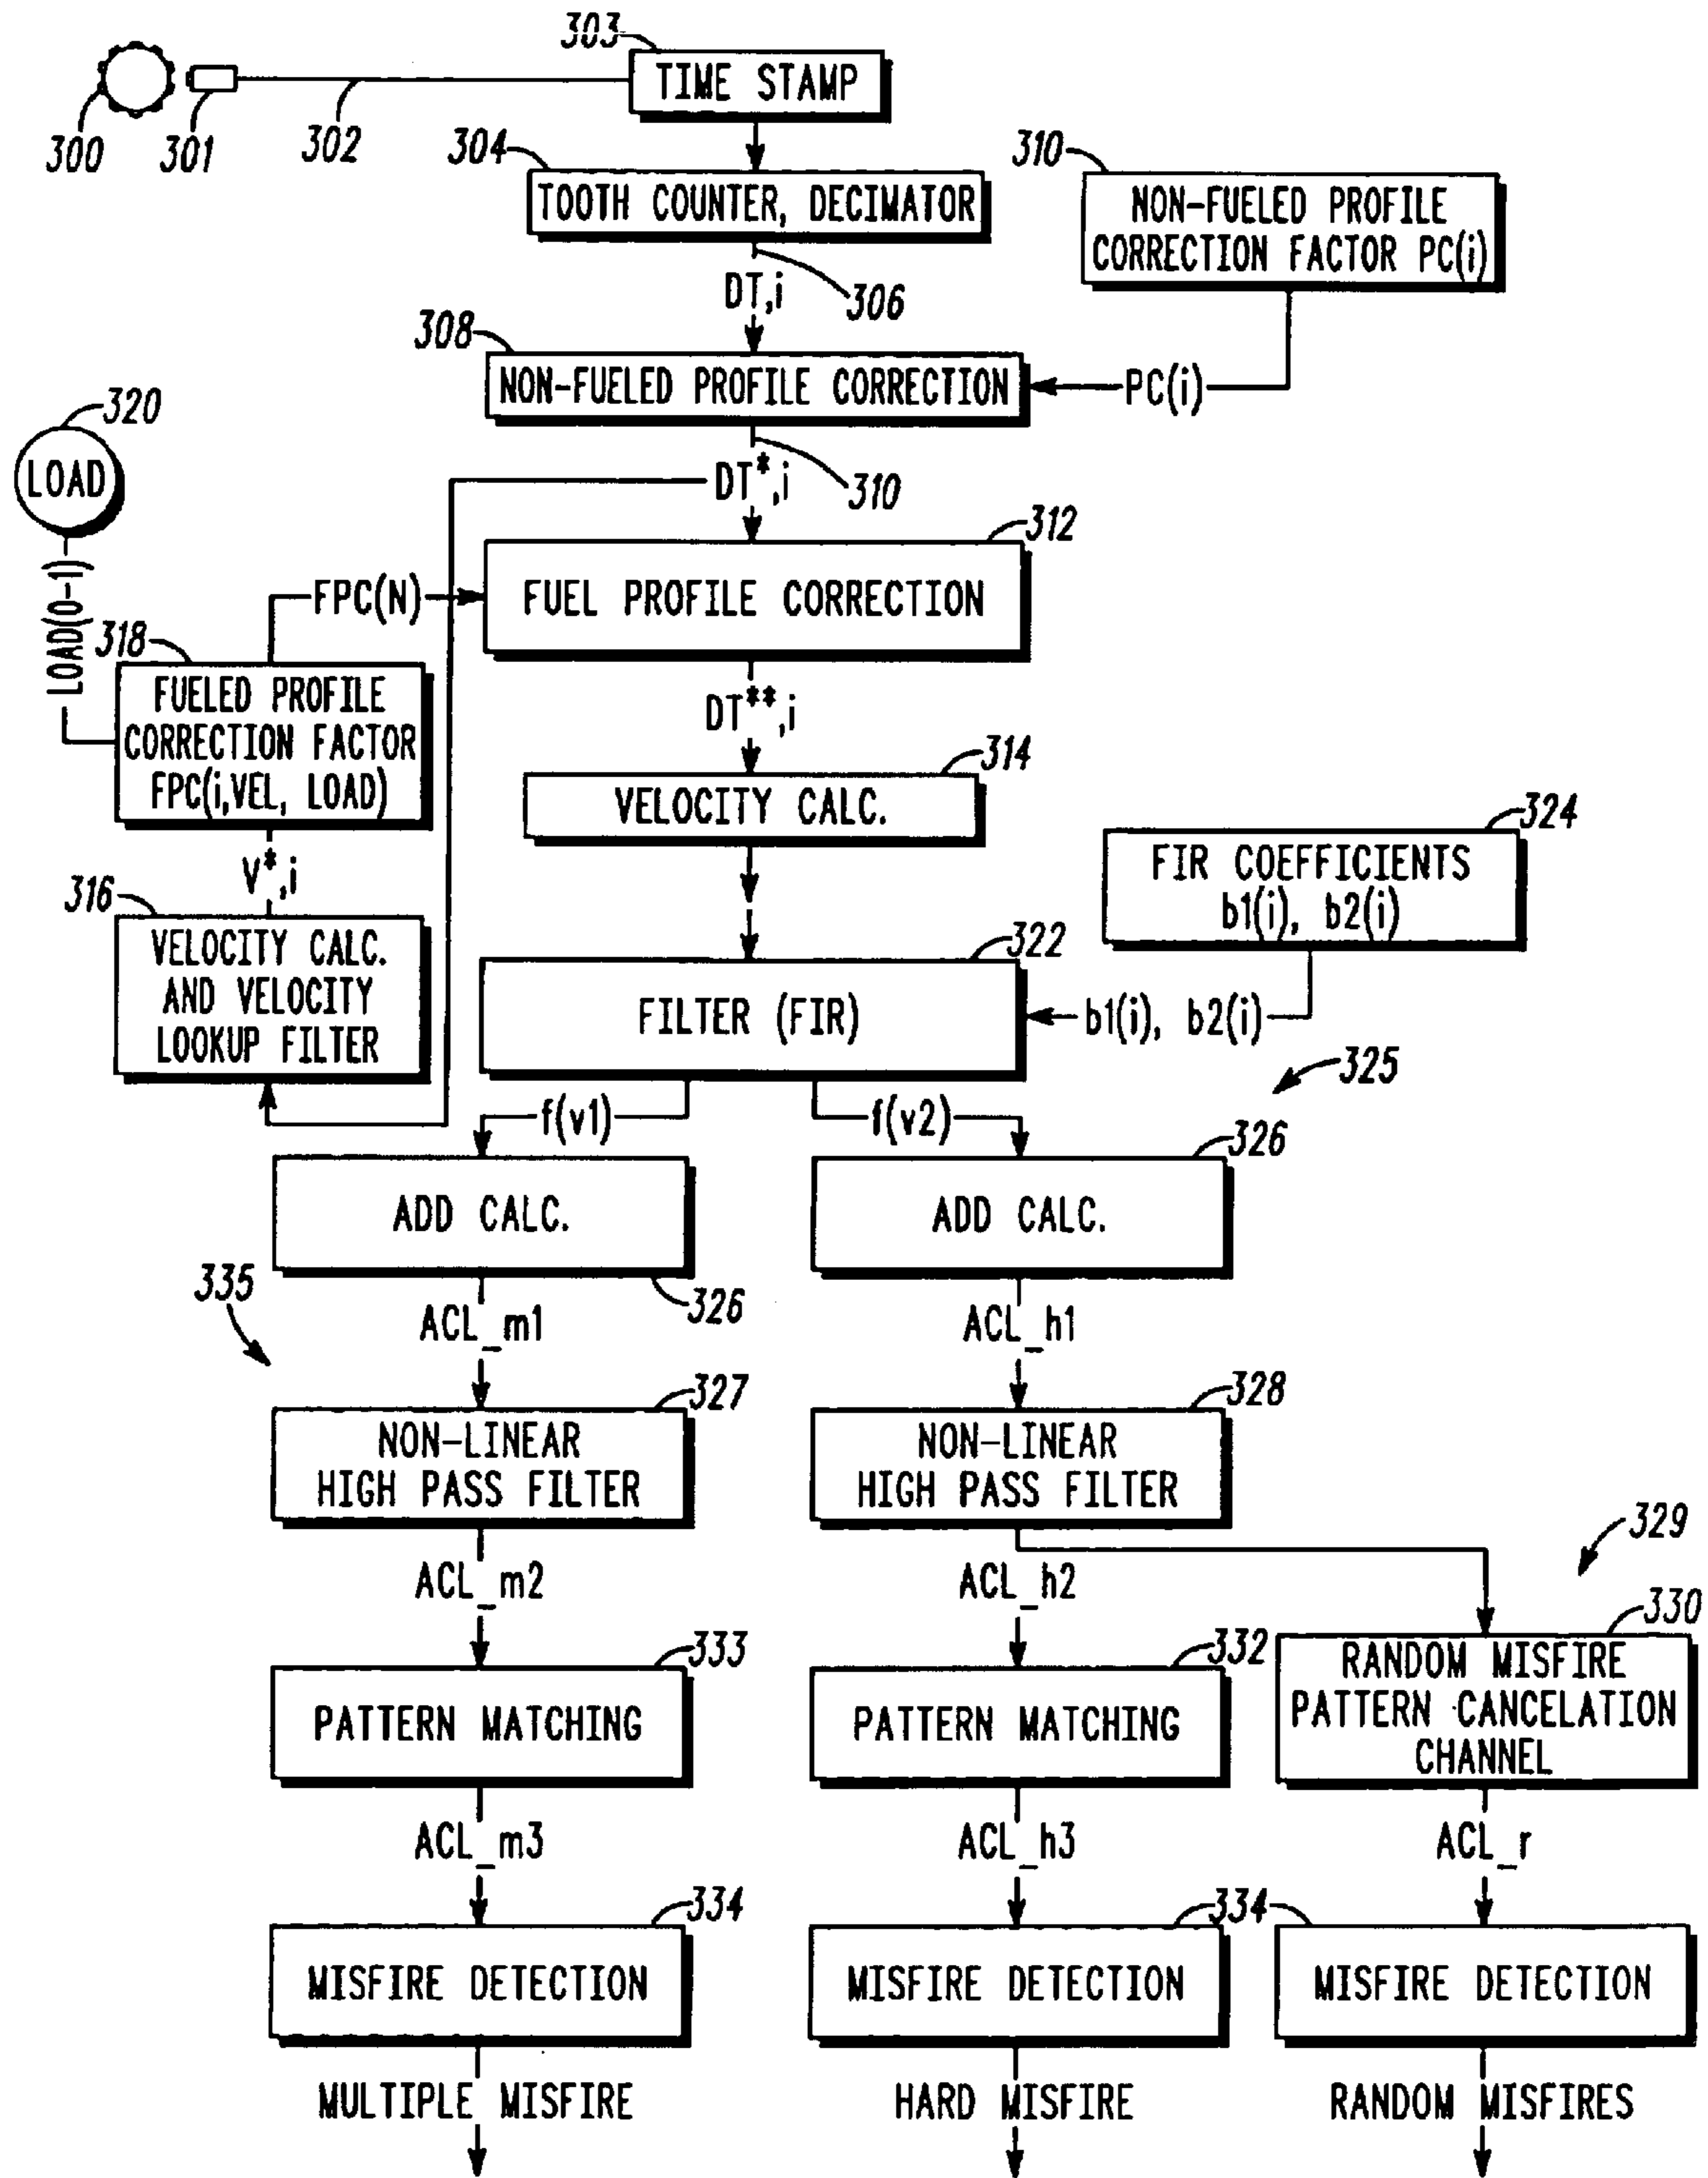 303
TIME STAMP
300
301
302
304
TOOTH COUNTER, DECIMATOR
310
NON-FUELED PROFILE
CORRECTION FACTOR PC(i)
DT,i
306
308
NON-FUELED PROFILE CORRECTION
PC(i)
320
LOAD
DT*,i
310
312
LOAD(0-1)
FPC(N)
FUEL PROFILE CORRECTION
318
FUELED PROFILE
CORRECTION FACTOR
FPC(i,VEL, LOAD)
DT**,i
314
VELOCITY CALC.
324
FIR COEFFICIENTS
b1(i), b2(i)
V*,i
316
VELOCITY CALC.
AND VELOCITY
LOOKUP FILTER
322
FILTER (FIR)
b1(i), b2(i)
325
f(v1)
f(v2)
326
ADD CALC.
ADD CALC.
335
326
ACL_m1
ACL_h1
327
328
NON-LINEAR
HIGH PASS FILTER
NON-LINEAR
HIGH PASS FILTER
329
ACL_m2
ACL_h2
330
333
332
PATTERN MATCHING
PATTERN MATCHING
RANDOM MISFIRE
PATTERN CANCELATION
CHANNEL
ACL_m3
ACL_h3
ACL_r
334
334
MISFIRE DETECTION
MISFIRE DETECTION
MISFIRE DETECTION
MULTIPLE MISFIRE
HARD MISFIRE
RANDOM MISFIRES